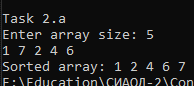 Task 2.a
Enter array size: 5
1 7 2 4 6
Sorted array: 1 2 4 6 7
E:\Education\СИАОД-2\Con